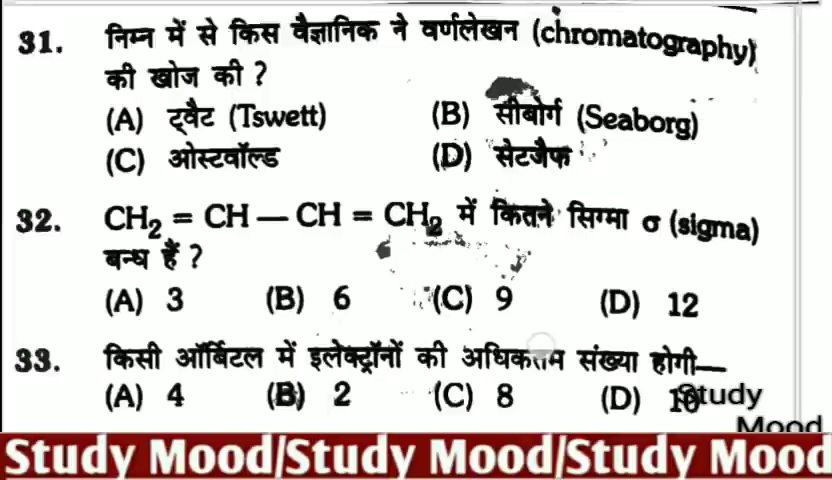 31. निम्न में से किस वैज्ञानिक ने वर्णलेखन (chromatography)
की खोज की ?
(A) ट्वैट (Tswett) (B) सीबोर्ग (Seaborg)
(C) ओस्टवॉल्ड (D) सेटजैफ
32. CH₂ = CH — CH = CH₂ में कितने सिग्मा σ (sigma)
बन्ध हैं ?
(A) 3 (B) 6 (C) 9 (D) 12
33. किसी ऑर्बिटल में इलेक्ट्रॉनों की अधिकतम संख्या होगी—
(A) 4 (B) 2 (C) 8 (D) 10
Study
Mood
Study Mood/Study Mood/Study Mood